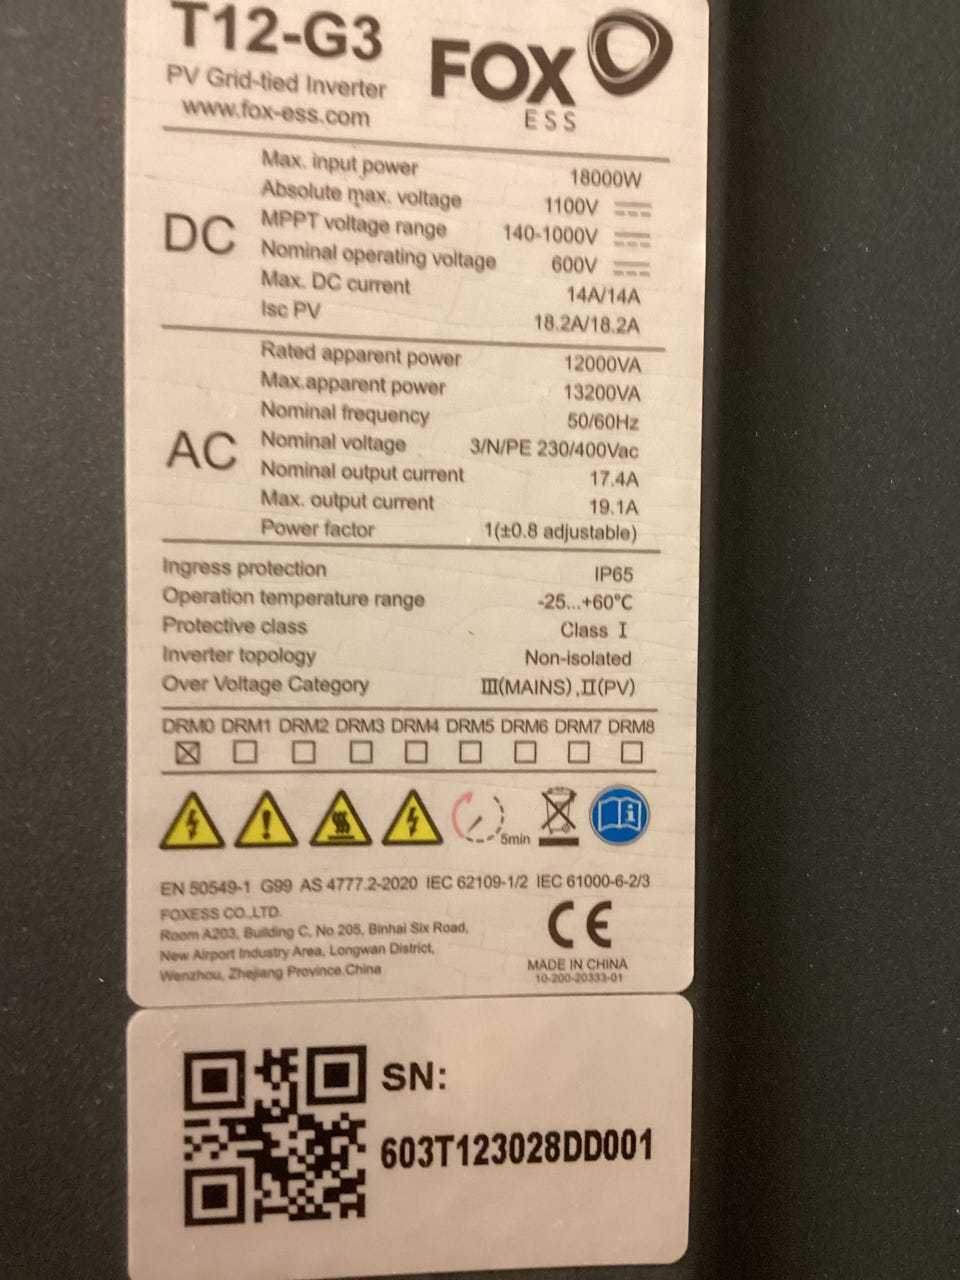 T12-G3
PV Grid-tied Inverter
www.fox-ess.com
FOX
ESS
DC
Max. input power 18000W
Absolute max. voltage 1100V
MPPT voltage range 140-1000V
Nominal operating voltage 600V
Max. DC current 14A/14A
Isc PV 18.2A/18.2A
AC
Rated apparent power 12000VA
Max.apparent power 13200VA
Nominal frequency 50/60Hz
Nominal voltage 3/N/PE 230/400Vac
Nominal output current 17.4A
Max. output current 19.1A
Power factor 1(±0.8 adjustable)
Ingress protection IP65
Operation temperature range -25...+60℃
Protective class Class Ⅰ
Inverter topology Non-isolated
Over Voltage Category Ⅲ(MAINS),Ⅱ(PV)
DRM0 DRM1 DRM2 DRM3 DRM4 DRM5 DRM6 DRM7 DRM8
5min
EN 50549-1 G99 AS 4777.2-2020 IEC 62109-1/2 IEC 61000-6-2/3
FOXESS CO.,LTD.
Room A203, Building C, No 205, Binhai Six Road,
New Airport Industry Area, Longwan District,
Wenzhou, Zhejiang Province.China
CE
MADE IN CHINA
10-200-20333-01
SN:
603T123028DD001